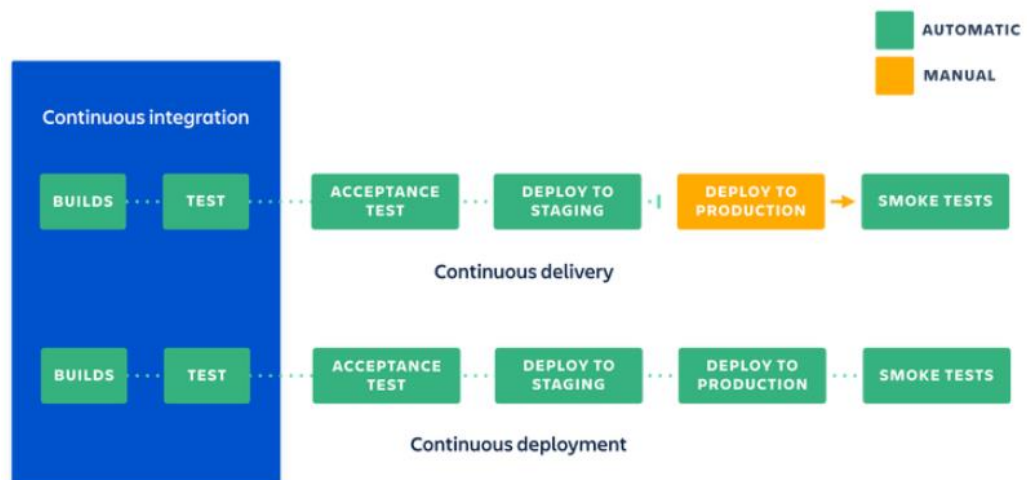 AUTOMATIC
MANUAL
Continuous integration
BUILDS
TEST
ACCEPTANCE
TEST
DEPLOY TO
STAGING
DEPLOY TO
PRODUCTION
SMOKE TESTS
Continuous delivery
BUILDS
TEST
ACCEPTANCE
TEST
DEPLOY TO
STAGING
DEPLOY TO
PRODUCTION
SMOKE TESTS
Continuous deployment